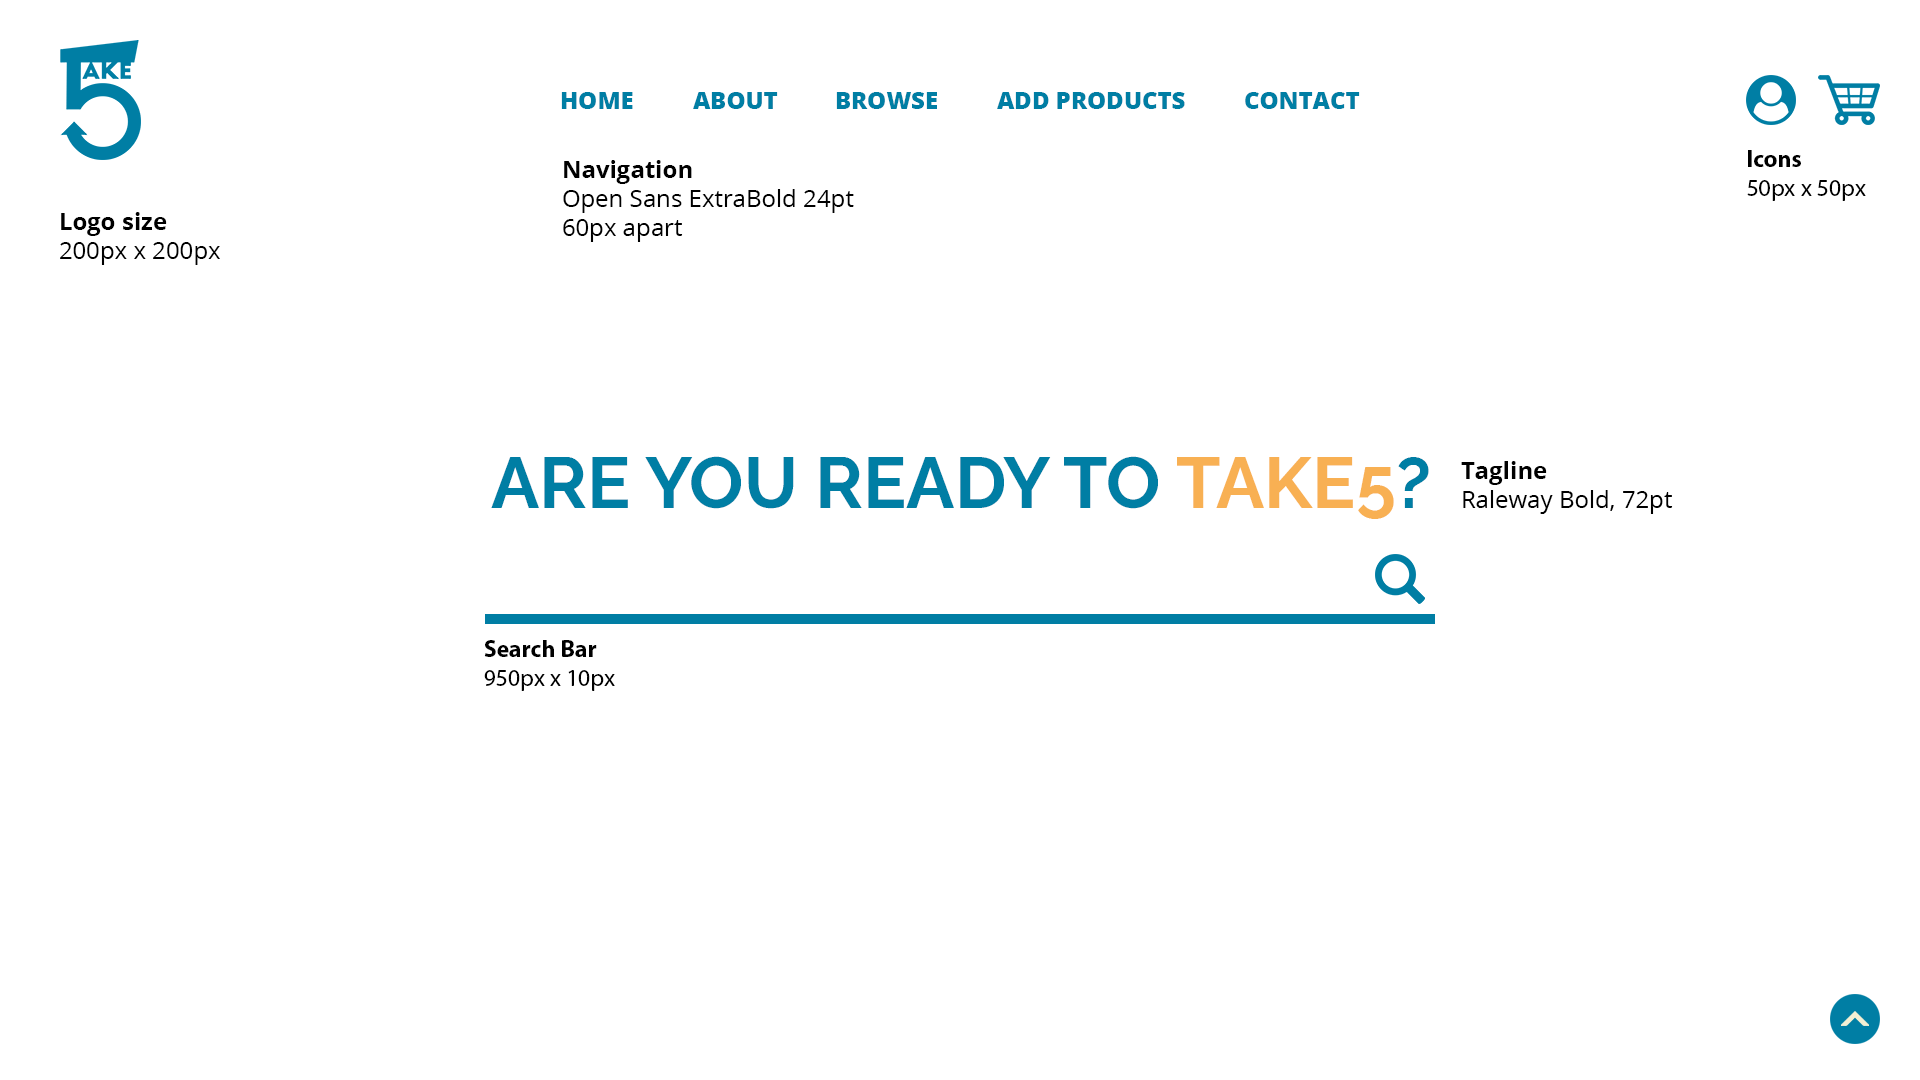 TAKE
5
HOME ABOUT BROWSE ADD PRODUCTS CONTACT
Navigation
Open Sans ExtraBold 24pt
60px apart
Icons
50px x 50px
Logo size
200px x 200px
ARE YOU READY TO TAKE5?
Tagline
Raleway Bold, 72pt
Search Bar
950px x 10px